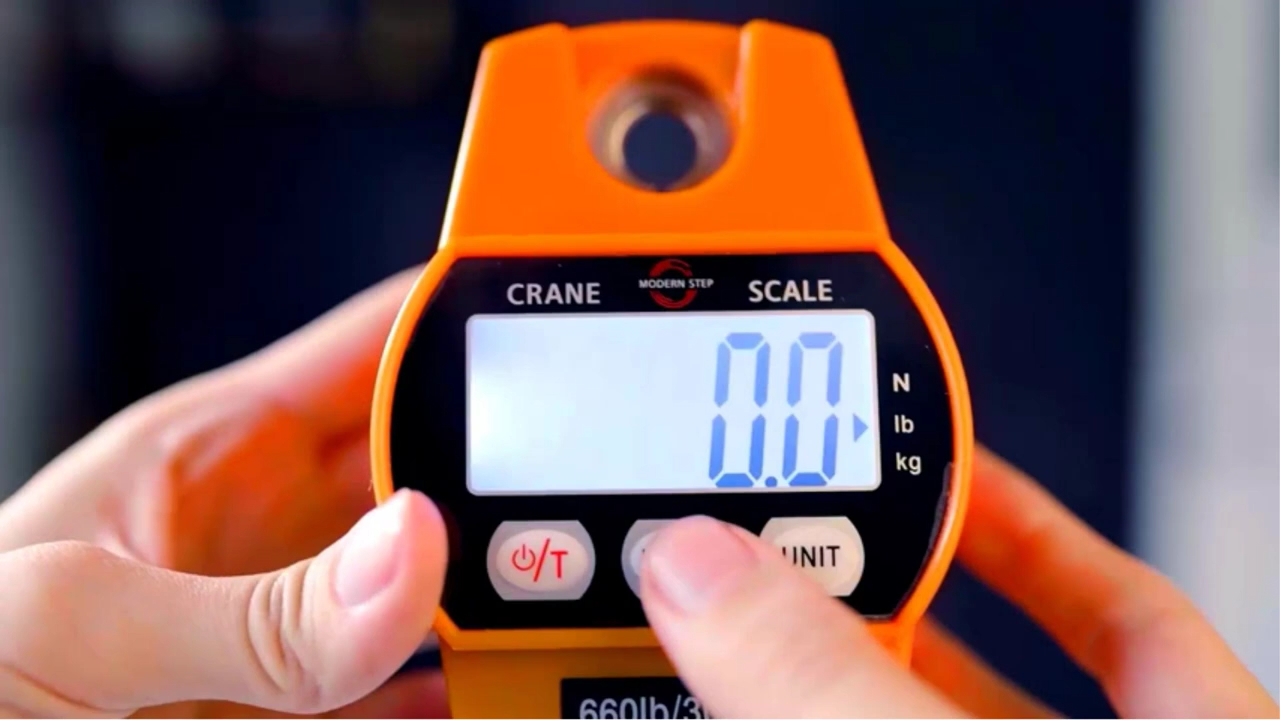 CRANE MODERN STEP SCALE
0.0
N
lb
kg
⏻/T
UNIT
660lb/3